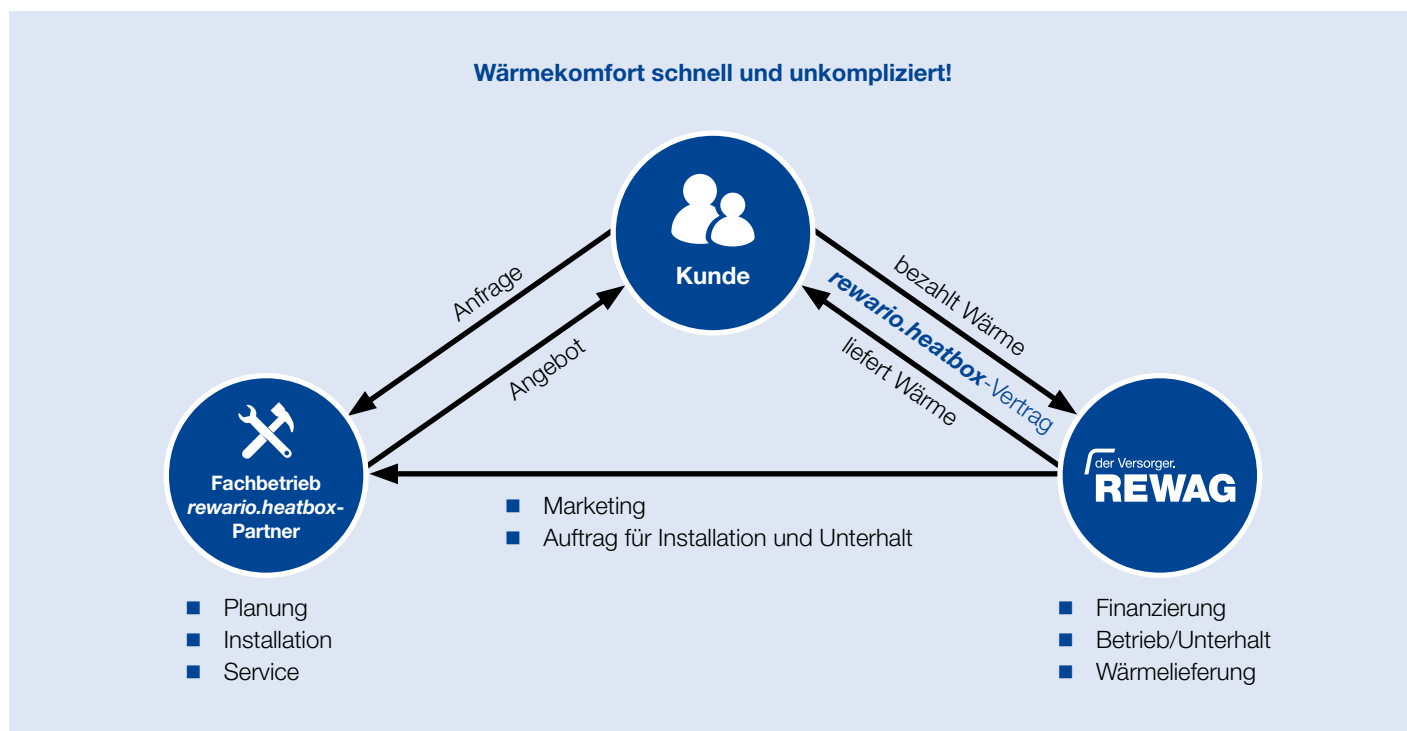 Wärmekomfort schnell und unkompliziert!
Kunde
Anfrage
Angebot
bezahlt Wärme
rewario.heatbox-Vertrag
liefert Wärme
Fachbetrieb
rewario.heatbox-
Partner
der Versorger.
REWAG
Marketing
Auftrag für Installation und Unterhalt
Planung
Installation
Service
Finanzierung
Betrieb/Unterhalt
Wärmelieferung